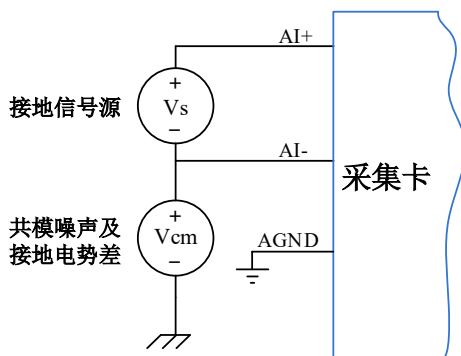 AI+
+
接地信号源
Vs
−
AI-
采集卡
+
共模噪声及
接地电势差
Vcm
−
AGND